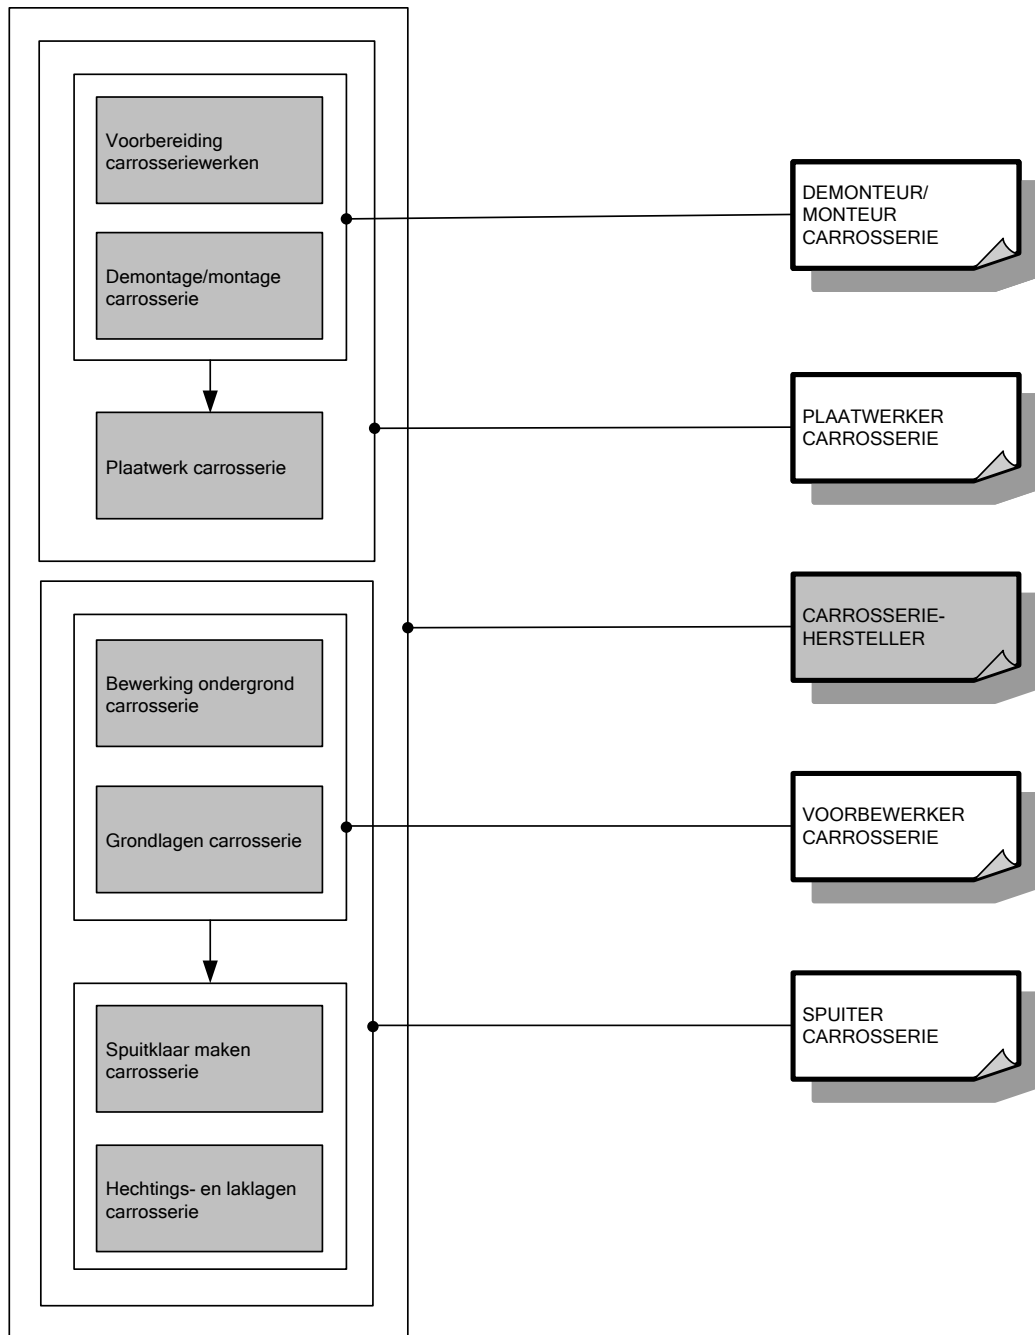 Voorbereiding
carrosseriewerken
Demontage/montage
carrosserie
Plaatwerk carrosserie
Bewerking ondergrond
carrosserie
Grondlagen carrosserie
Spuitklaar maken
carrosserie
Hechtings- en laklagen
carrosserie
DEMONTEUR/
MONTEUR
CARROSSERIE
PLAATWERKER
CARROSSERIE
CARROSSERIE-
HERSTELLER
VOORBEWERKER
CARROSSERIE
SPUITER
CARROSSERIE